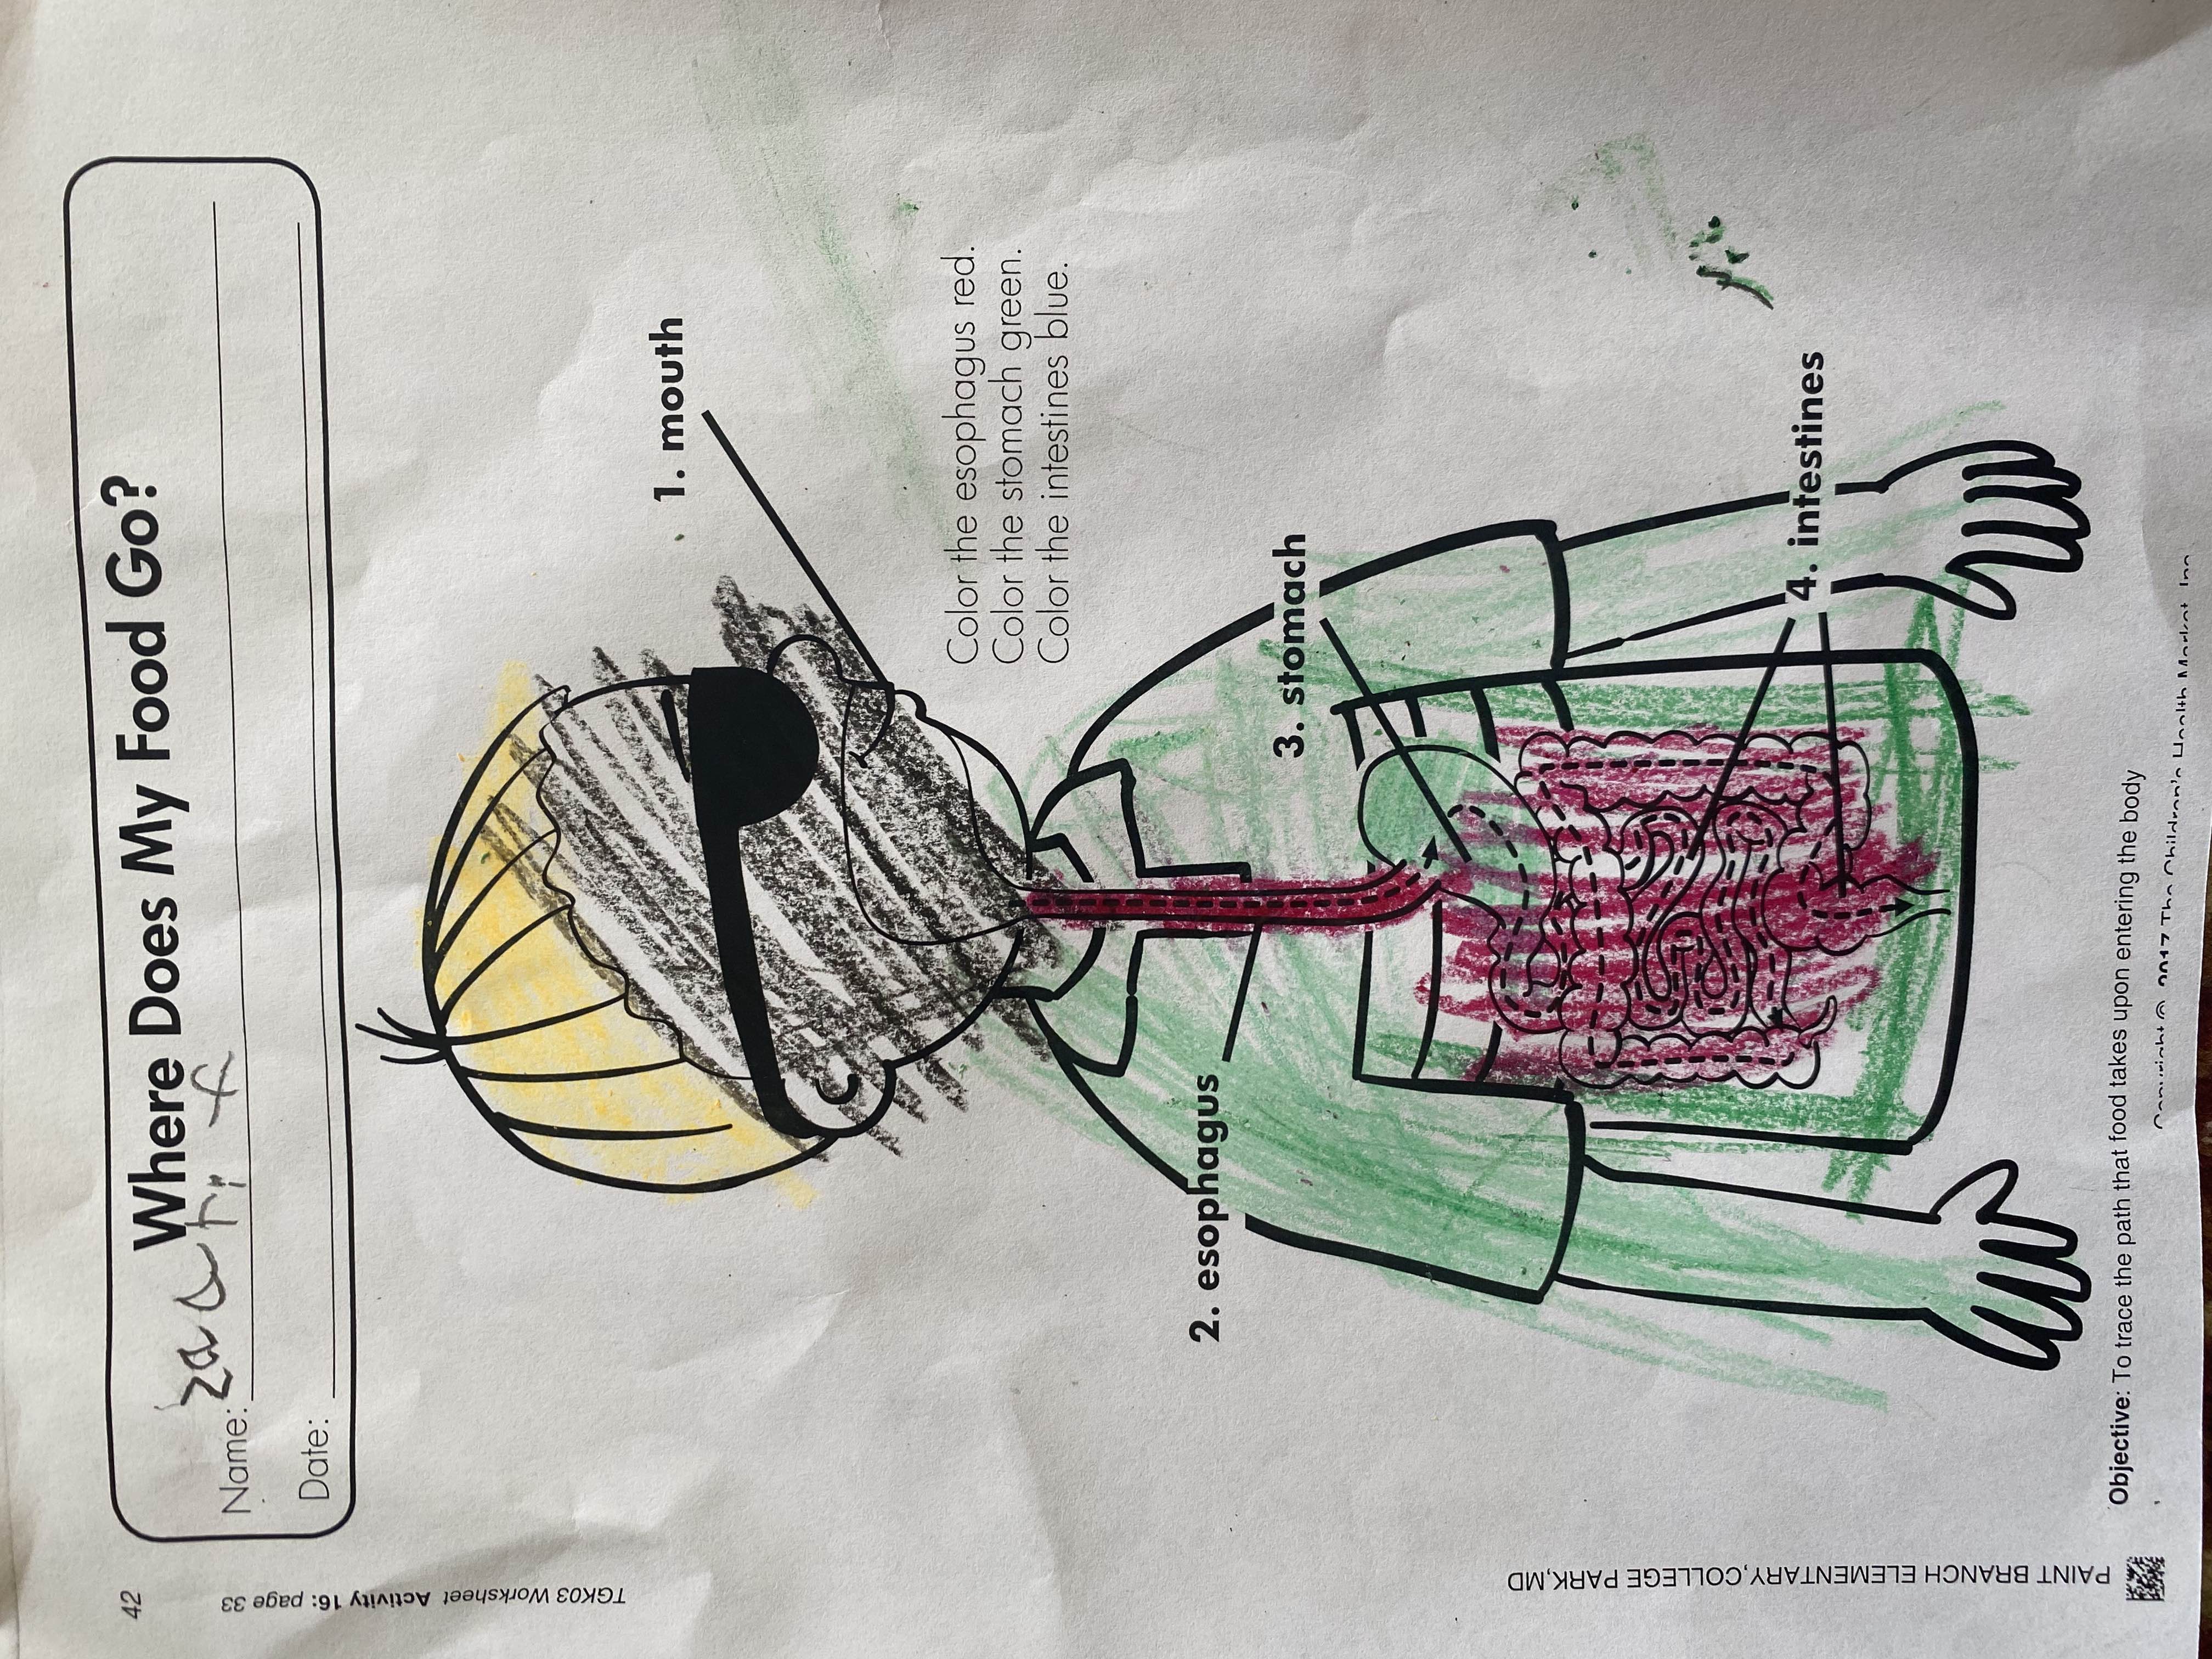 42
Where Does My Food Go?
Name:
Date:
TGK03 Worksheet Activity 16: page 33
1. mouth
Color the esophagus red.
Color the stomach green.
Color the intestines blue.
2. esophagus
3. stomach
4. intestines
PAINT BRANCH ELEMENTARY,COLLEGE PARK,MD
Objective: To trace the path that food takes upon entering the body
Copyright © 2017 The Children's Health Market, Inc.